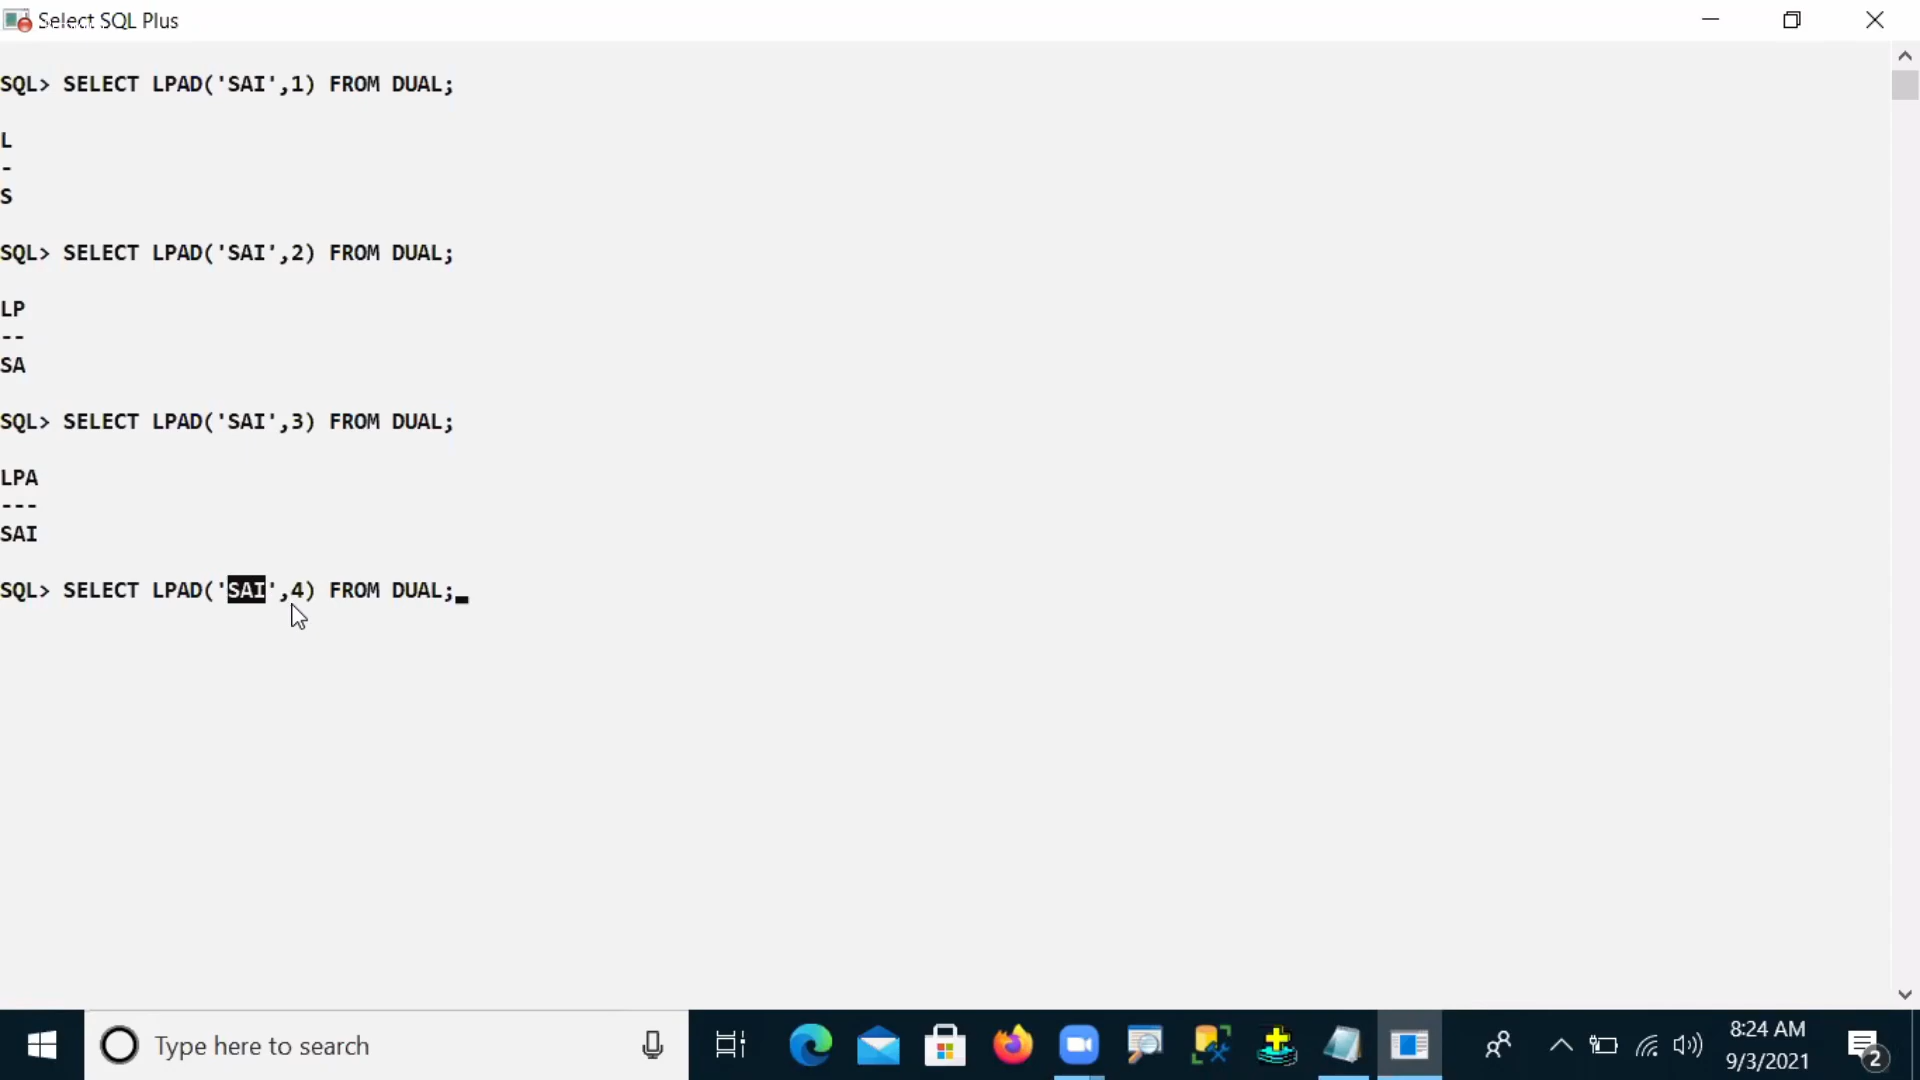 Select SQL Plus
SQL> SELECT LPAD('SAI',1) FROM DUAL;
L
-
S
SQL> SELECT LPAD('SAI',2) FROM DUAL;
LP
--
SA
SQL> SELECT LPAD('SAI',3) FROM DUAL;
LPA
---
SAI
SQL> SELECT LPAD('SAI',4) FROM DUAL;
Type here to search
8:24 AM
9/3/2021
2